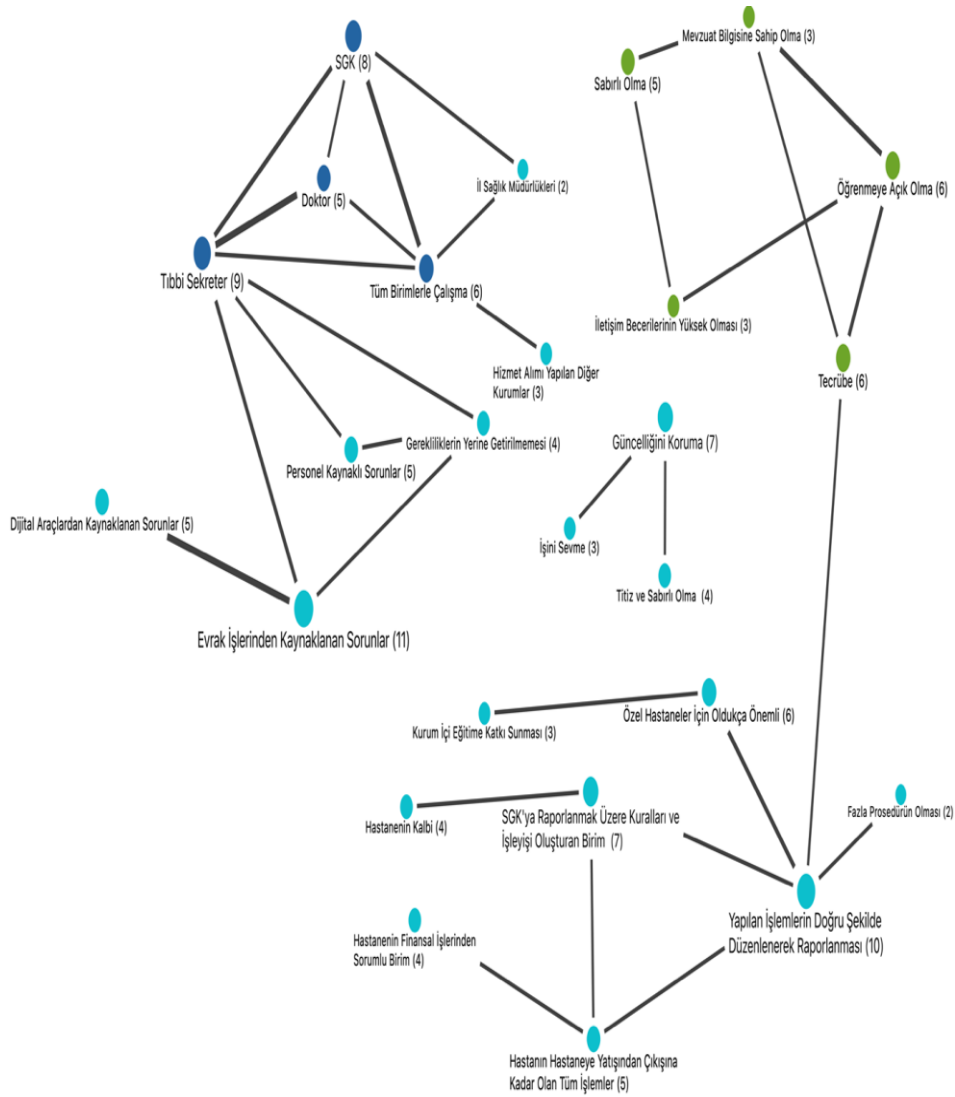 SGK (8)
Mevzuat Bilgisine Sahip Olma (3)
Sabırlı Olma (5)
Doktor (5)
İl Sağlık Müdürlükleri (2)
Öğrenmeye Açık Olma (6)
Tıbbi Sekreter (9)
Tüm Birimlerle Çalışma (6)
İletişim Becerilerinin Yüksek Olması (3)
Hizmet Alımı Yapılan Diğer
Kurumlar (3)
Tecrübe (6)
Gerekliliklerin Yerine Getirilmemesi (4)
Güncelliğini Koruma (7)
Personel Kaynaklı Sorunlar (5)
Dijital Araçlardan Kaynaklanan Sorunlar (5)
İşini Sevme (3)
Titiz ve Sabırlı Olma (4)
Evrak İşlerinden Kaynaklanan Sorunlar (11)
Özel Hastaneler İçin Oldukça Önemli (6)
Kurum İçi Eğitime Katkı Sunması (3)
SGK'ya Raporlanmak Üzere Kuralları ve
İşleyişi Oluşturan Birim (7)
Hastanenin Kalbi (4)
Fazla Prosedürün Olması (2)
Yapılan İşlemlerin Doğru Şekilde
Düzenlenerek Raporlanması (10)
Hastanenin Finansal İşlerinden
Sorumlu Birim (4)
Hastanın Hastaneye Yatışından Çıkışına
Kadar Olan Tüm İşlemler (5)